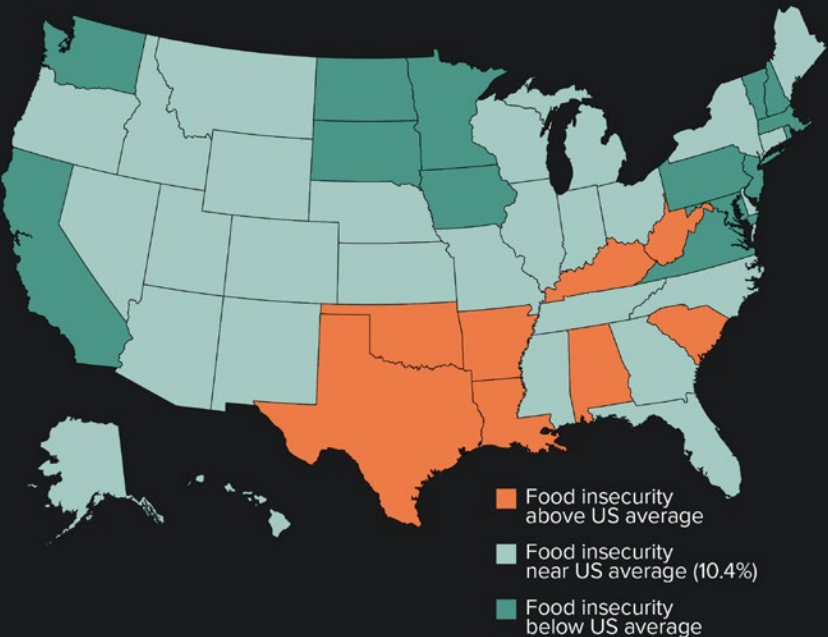 Food insecurity
above US average
Food insecurity
near US average (10.4%)
Food insecurity
below US average